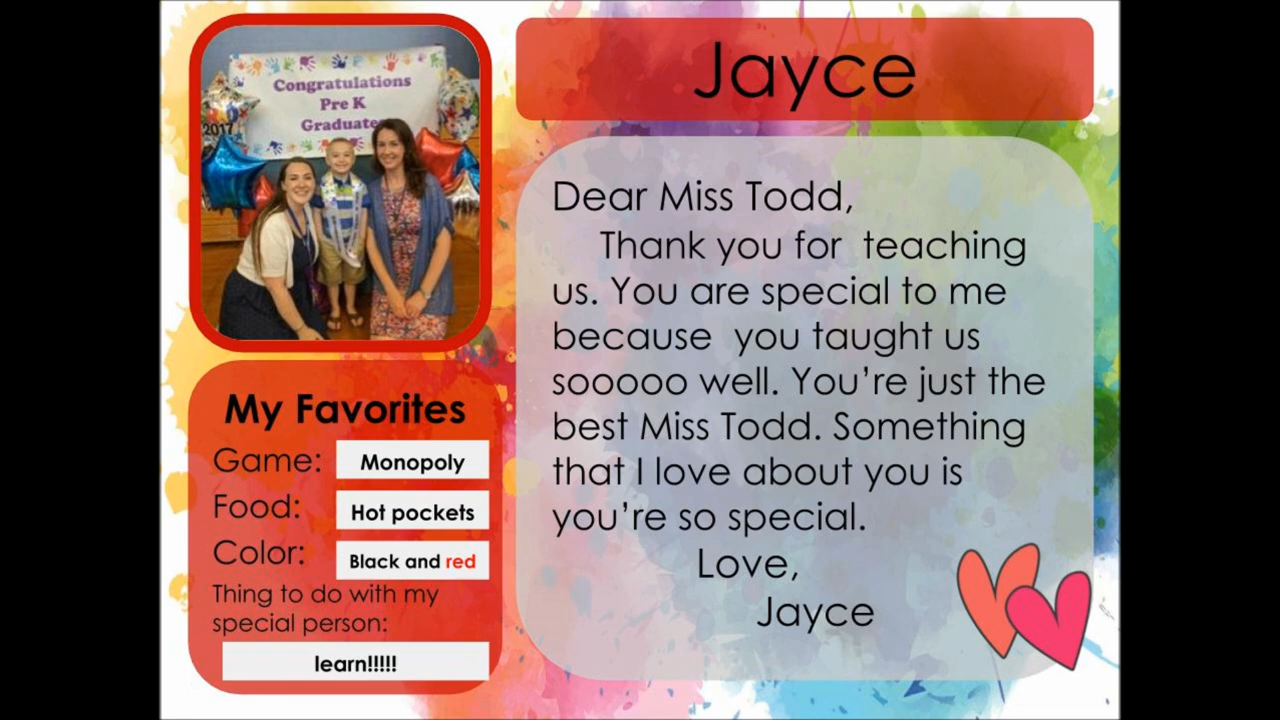 Congratulations
Pre K
Graduates
2017
Jayce
Dear Miss Todd,
Thank you for teaching
us. You are special to me
because you taught us
sooooo well. You’re just the
best Miss Todd. Something
that I love about you is
you’re so special.
Love,
Jayce
My Favorites
Game: Monopoly
Food: Hot pockets
Color: Black and red
Thing to do with my
special person:
learn!!!!!